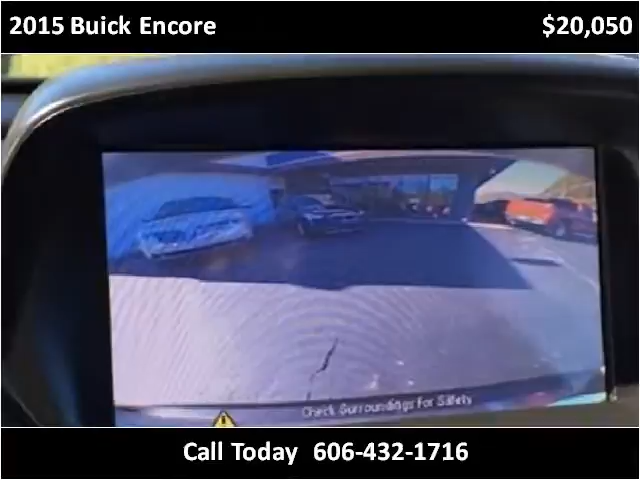 2015 Buick Encore $20,050
Check Surroundings For Safety
Call Today 606-432-1716